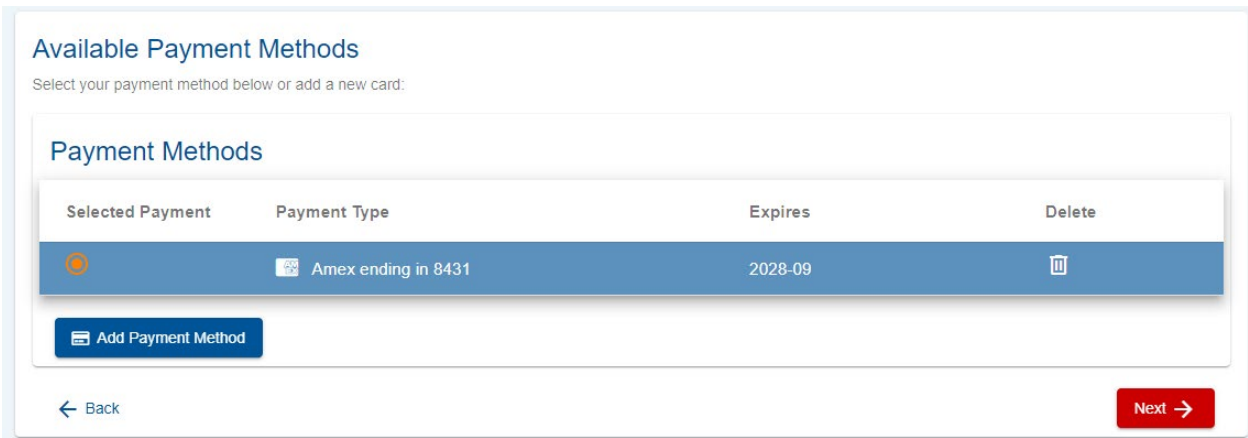 Available Payment Methods
Select your payment method below or add a new card:
Payment Methods
Selected Payment Payment Type Expires Delete
Amex ending in 8431 2028-09
Add Payment Method
Back Next